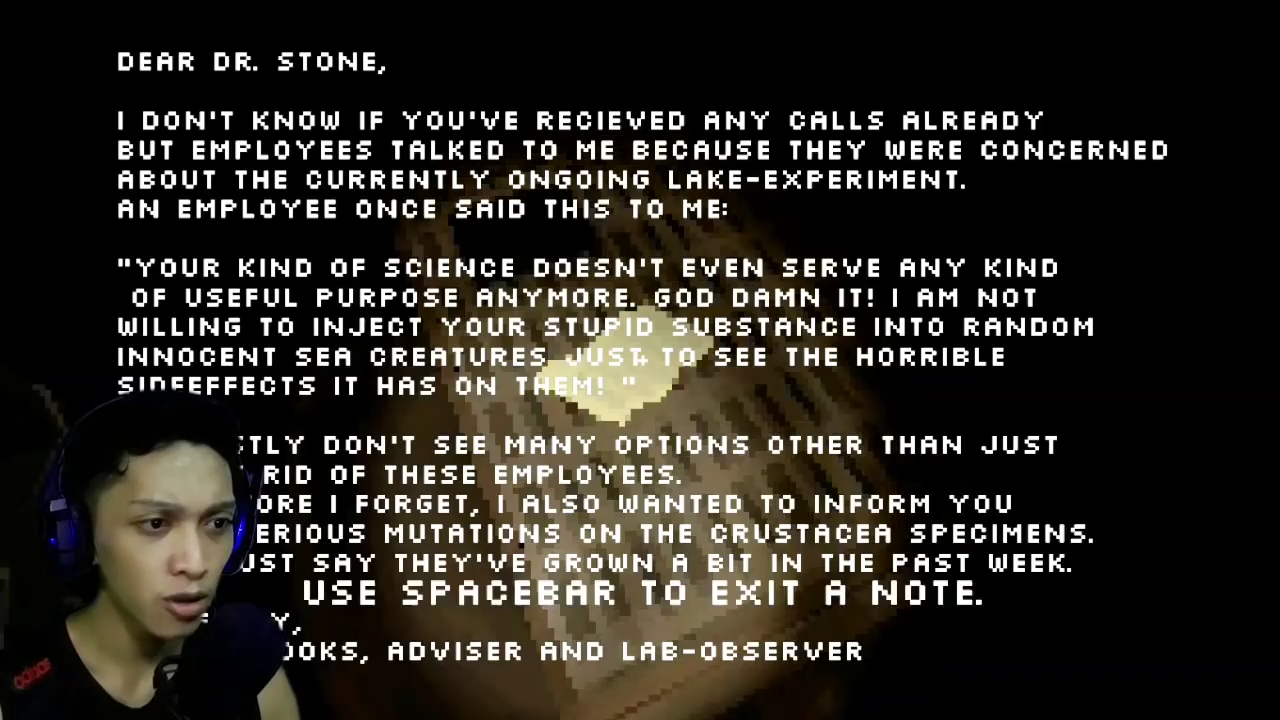 DEAR DR. STONE,
I DON'T KNOW IF YOU'VE RECIEVED ANY CALLS ALREADY
BUT EMPLOYEES TALKED TO ME BECAUSE THEY WERE CONCERNED
ABOUT THE CURRENTLY ONGOING LAKE-EXPERIMENT.
AN EMPLOYEE ONCE SAID THIS TO ME:
"YOUR KIND OF SCIENCE DOESN'T EVEN SERVE ANY KIND
OF USEFUL PURPOSE ANYMORE. GOD DAMN IT! I AM NOT
WILLING TO INJECT YOUR STUPID SUBSTANCE INTO RANDOM
INNOCENT SEA CREATURES JUST TO SEE THE HORRIBLE
SIDEEFFECTS IT HAS ON THEM! "
DON'T SEE MANY OPTIONS OTHER THAN JUST
RID OF THESE EMPLOYEES.
I FORGET, I ALSO WANTED TO INFORM YOU
MUTATIONS ON THE CRUSTACEA SPECIMENS.
SAY THEY'VE GROWN A BIT IN THE PAST WEEK.
USE SPACEBAR TO EXIT A NOTE.
ADVISER AND LAB-OBSERVER